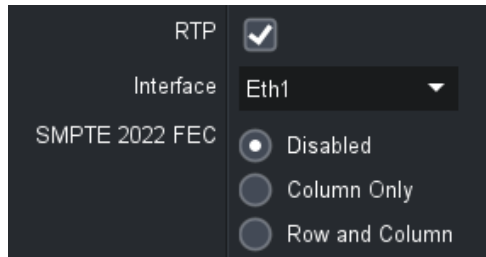 RTP
Interface Eth1
SMPTE 2022 FEC Disabled
Column Only
Row and Column